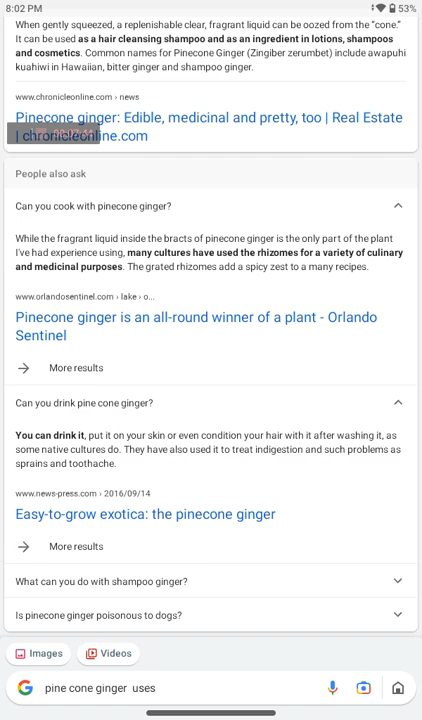 8:02 PM
53%
When gently squeezed, a replenishable clear, fragrant liquid can be oozed from the “cone.”
It can be used as a hair cleansing shampoo and as an ingredient in lotions, shampoos
and cosmetics. Common names for Pinecone Ginger (Zingiber zerumbet) include awapuhi
kuahiwi in Hawaiian, bitter ginger and shampoo ginger.
www.chronicleonline.com › news
Pinecone ginger: Edible, medicinal and pretty, too | Real Estate
| chronicleonline.com
People also ask
Can you cook with pinecone ginger?
While the fragrant liquid inside the bracts of pinecone ginger is the only part of the plant
I've had experience using, many cultures have used the rhizomes for a variety of culinary
and medicinal purposes. The grated rhizomes add a spicy zest to a many recipes.
www.orlandosentinel.com › lake › o...
Pinecone ginger is an all-round winner of a plant - Orlando
Sentinel
More results
Can you drink pine cone ginger?
You can drink it, put it on your skin or even condition your hair with it after washing it, as
some native cultures do. They have also used it to treat indigestion and such problems as
sprains and toothache.
www.news-press.com › 2016/09/14
Easy-to-grow exotica: the pinecone ginger
More results
What can you do with shampoo ginger?
Is pinecone ginger poisonous to dogs?
Images
Videos
pine cone ginger uses